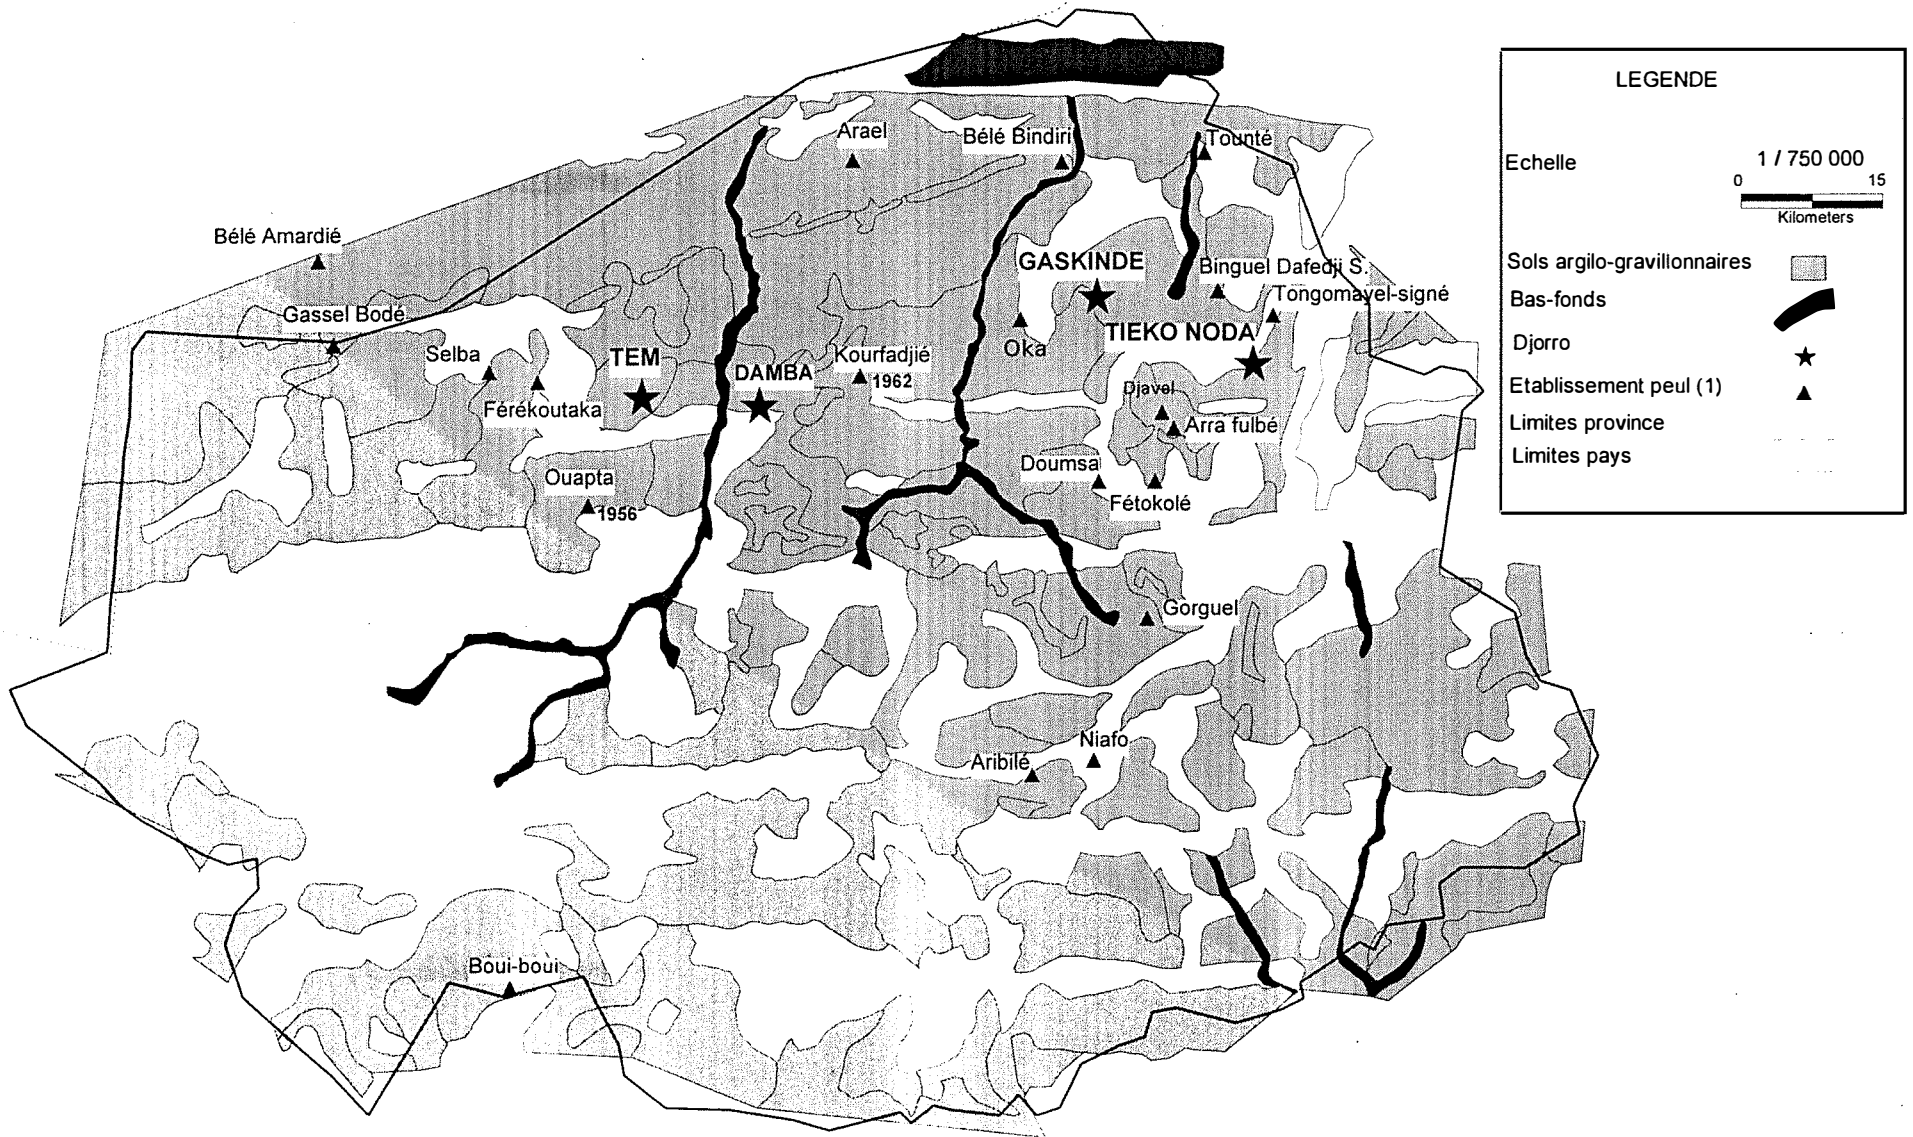 Arael
Bélé Bindiri
Tounté
Bélé Amardié
GASKINDE
Binguel Dafedji S.
Tongomayel-signé
Gassel Bodé
TIEKO NODA
Selba
TEM
DAMBA
Kourfadjié
1962
Oka
Férékoutaka
Djavel
Arra fulbé
Ouapta
1956
Doumsa
Fétokolé
Gorguel
Niafo
Aribilé
Boui-boui
LEGENDE
Echelle
1 / 750 000
0 15
Kilometers
Sols argilo-gravillonnaires
Bas-fonds
Djorro
Etablissement peul (1)
Limites province
Limites pays